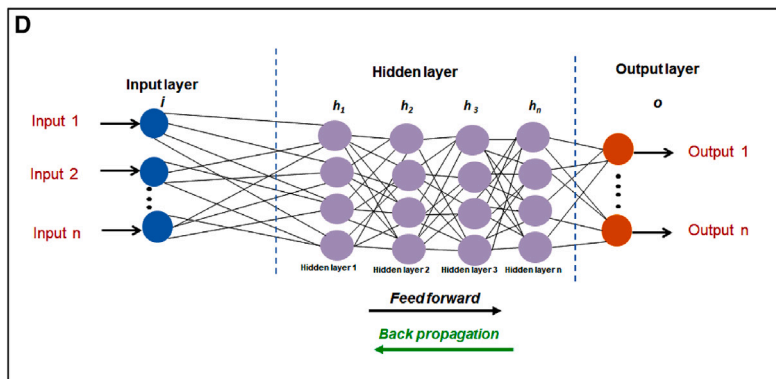 D
Input layer
i
Hidden layer
Output layer
o
h1
h2
h3
hn
Input 1
Input 2
Input n
Output 1
Output n
Hidden layer 1
Hidden layer 2
Hidden layer 3
Hidden layer n
Feed forward
Back propagation